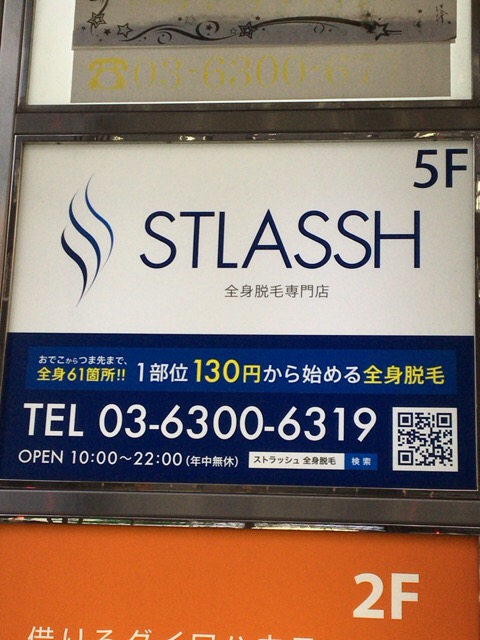 ☎03-6300-6
5F
STLASSH
全身脱毛専門店
おでこからつま先まで、
全身61箇所!! 1部位130円から始める全身脱毛
TEL 03-6300-6319
OPEN 10:00〜22:00(年中無休) ストラッシュ 全身脱毛 検索
2F